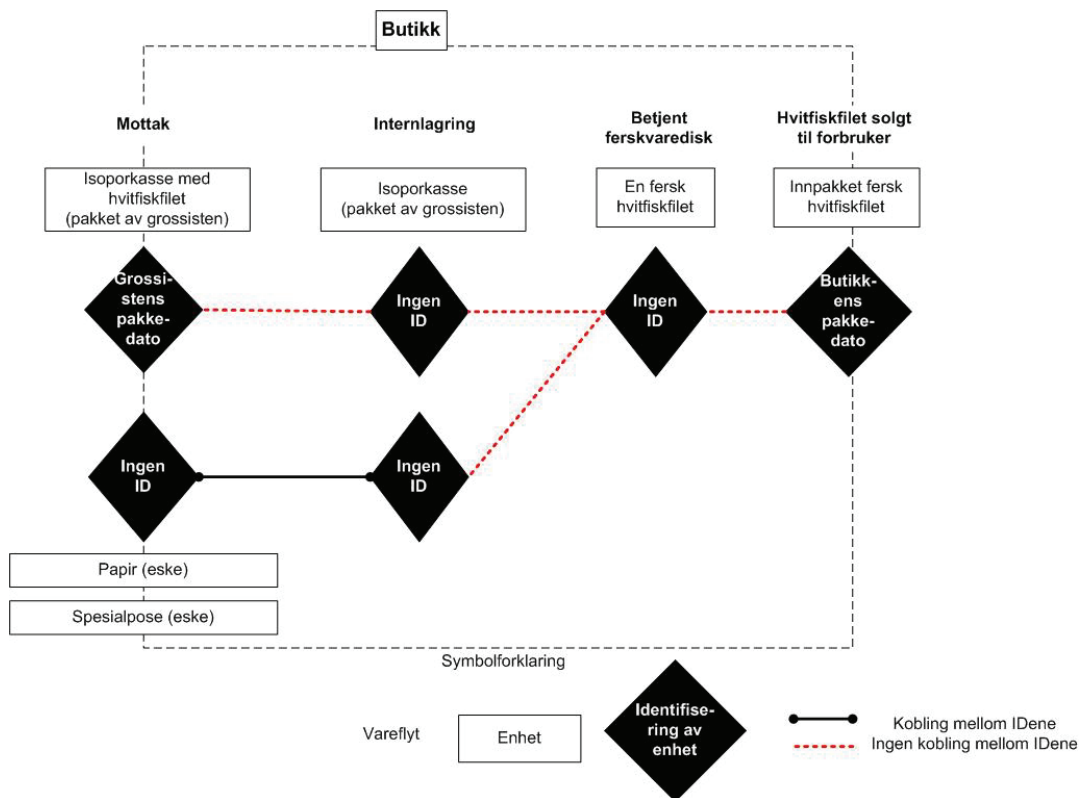 Butikk
Mottak
Internlagring
Betjent
ferskvaredisk
Hvitfiskfilet solgt
til forbruker
Isoporkasse med
hvitfiskfilet
(pakket av grossisten)
Isoporkasse
(pakket av grossisten)
En fersk
hvitfiskfilet
Innpakket fersk
hvitfiskfilet
Grossi-
stens
pakke-
dato
Ingen
ID
Ingen
ID
Butikk-
ens
pakke-
dato
Ingen
ID
Ingen
ID
Papir (eske)
Spesialpose (eske)
Symbolforklaring
Vareflyt
Enhet
Identifise-
ring av
enhet
Kobling mellom IDene
Ingen kobling mellom IDene